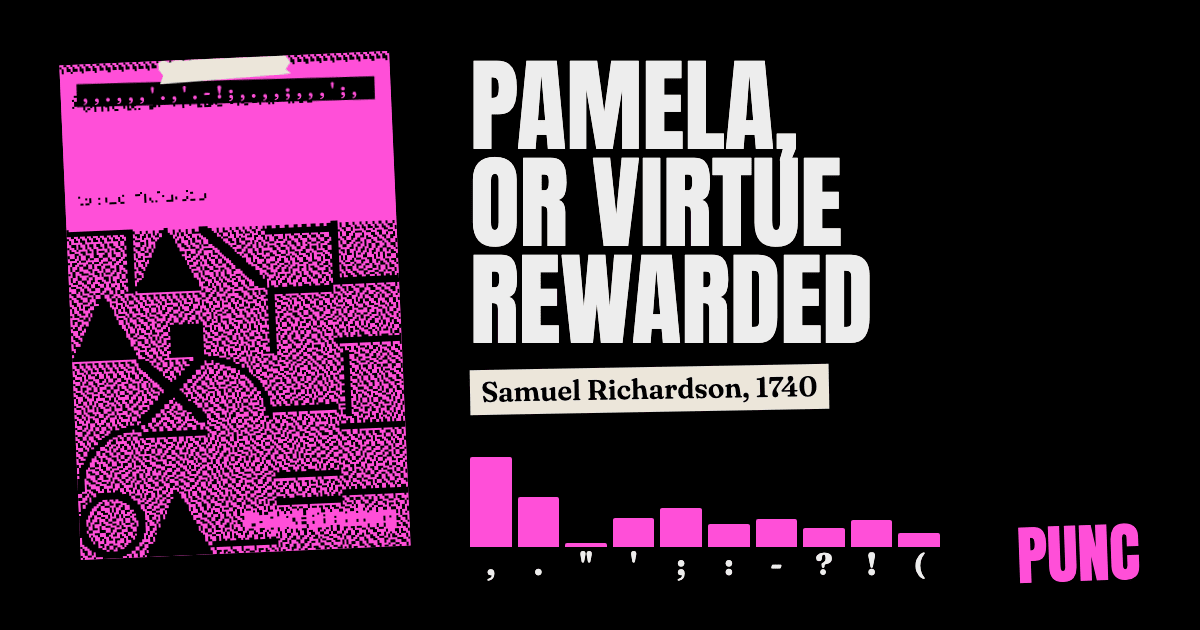 ,,.,,,'.,'.-!;,.,,;,,,';,
PAMELA,
OR VIRTUE
REWARDED
Samuel Richardson, 1740
, . " ' ; : - ? ! (
PUNC